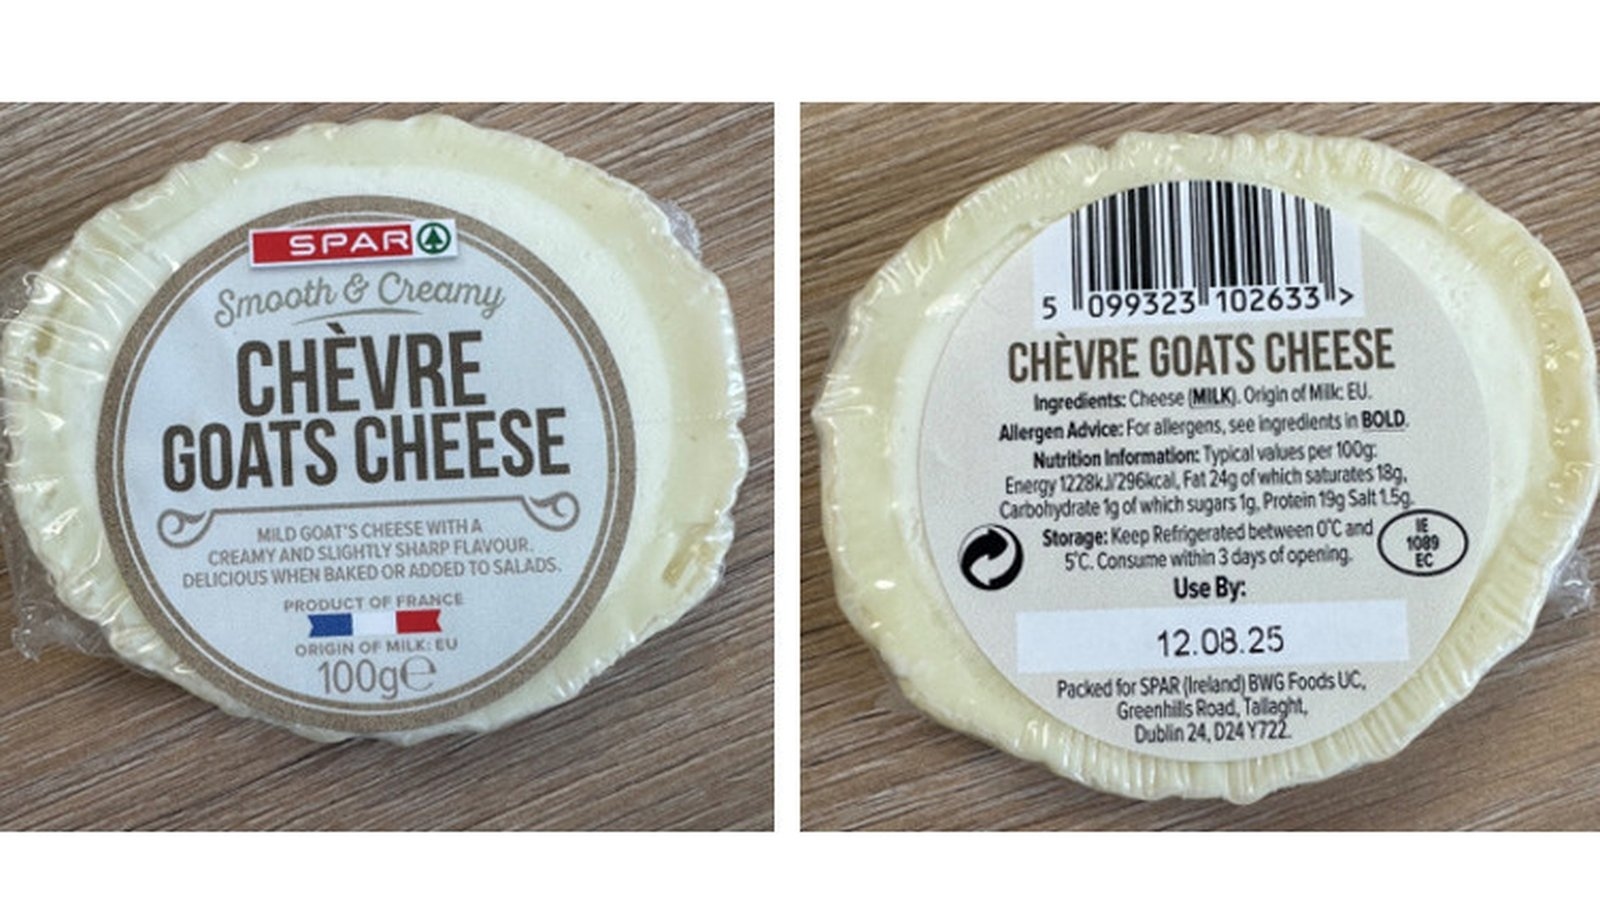 SPAR
Smooth & Creamy
CHÈVRE
GOATS CHEESE
MILD GOAT'S CHEESE WITH A
CREAMY AND SLIGHTLY SHARP FLAVOUR.
DELICIOUS WHEN BAKED OR ADDED TO SALADS.
PRODUCT OF FRANCE
ORIGIN OF MILK: EU
100g℮
5 099323 102633 >
CHÈVRE GOATS CHEESE
Ingredients: Cheese (MILK). Origin of Milk: EU.
Allergen Advice: For allergens, see ingredients in BOLD.
Nutrition Information: Typical values per 100g:
Energy 1228kJ/296kcal, Fat 24g of which saturates 18g,
Carbohydrate 1g of which sugars 1g, Protein 19g Salt 1.5g.
Storage: Keep Refrigerated between 0°C and
5°C. Consume within 3 days of opening.
IE
1089
EC
Use By:
12.08.25
Packed for SPAR (Ireland) BWG Foods UC,
Greenhills Road, Tallaght,
Dublin 24, D24 Y722.